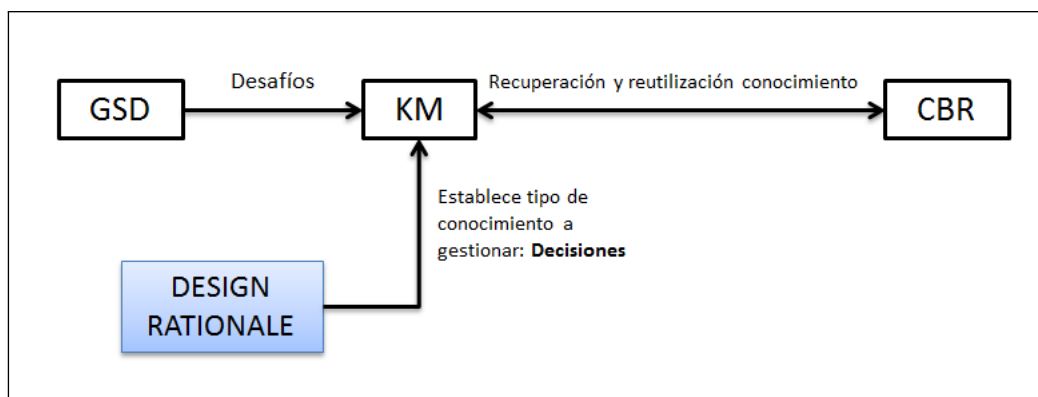 Desafíos
Recuperación y reutilización conocimiento
GSD
KM
CBR
Establece tipo de
conocimiento a
gestionar: Decisiones
DESIGN
RATIONALE